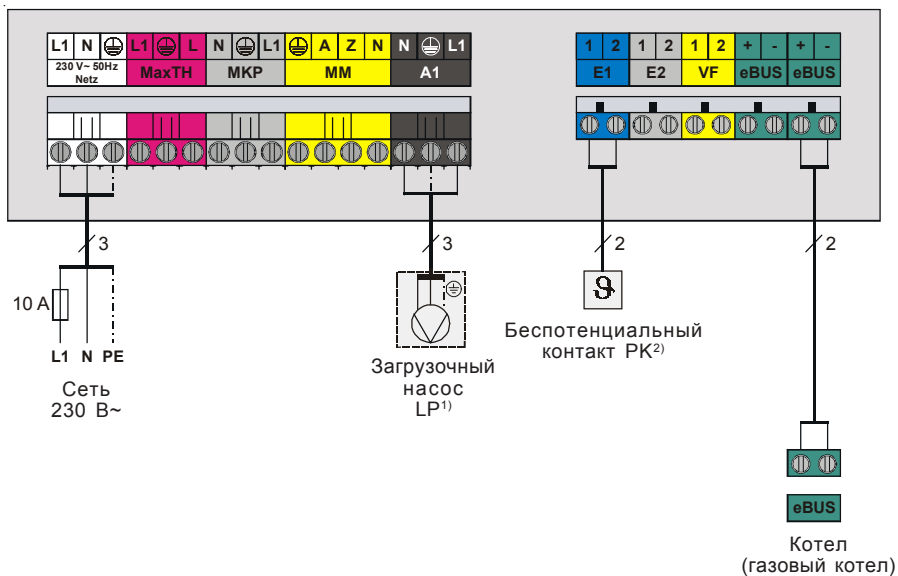 L1 N L1 L N L1 A Z N N L1
230 V~ 50Hz
Netz
MaxTH MKP MM A1
1 2 1 2 1 2 + - + -
E1 E2 VF eBUS eBUS
3
3
2
2
10 A
L1 N PE
Сеть
230 В~
Загрузочный
насос
LP1)
ϑ
Беспотенциальный
контакт РК2)
eBUS
Котел
(газовый котел)